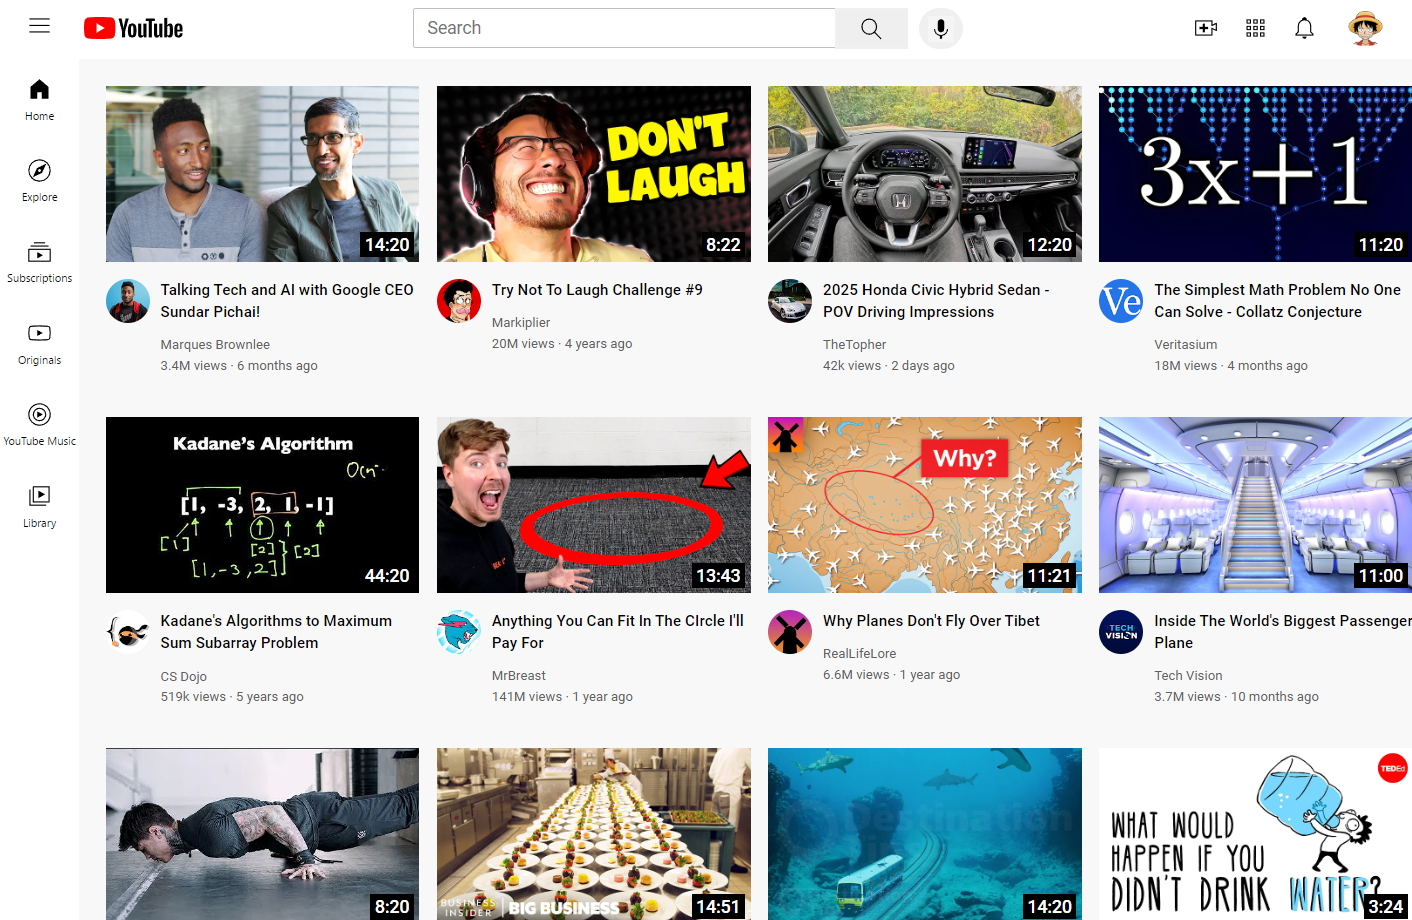 YouTube
Search
Home
Explore
Subscriptions
Originals
YouTube Music
Library
14:20
DON'T
LAUGH
8:22
12:20
3x+1
11:20
Talking Tech and AI with Google CEO
Sundar Pichai!
Marques Brownlee
3.4M views · 6 months ago
Try Not To Laugh Challenge #9
Markiplier
20M views · 4 years ago
2025 Honda Civic Hybrid Sedan -
POV Driving Impressions
TheTopher
42k views · 2 days ago
Ve
The Simplest Math Problem No One
Can Solve - Collatz Conjecture
Veritasium
18M views · 4 months ago
Kadane's Algorithm
[1, -3, 2, 1, -1]
[1]
[2]
[2]
[1, -3, 2]
44:20
13:43
Why?
11:21
11:00
Kadane's Algorithms to Maximum
Sum Subarray Problem
CS Dojo
519k views · 5 years ago
Anything You Can Fit In The CIrcle I'll
Pay For
MrBreast
141M views · 1 year ago
Why Planes Don't Fly Over Tibet
RealLifeLore
6.6M views · 1 year ago
TECH
VISION
Inside The World's Biggest Passenger
Plane
Tech Vision
3.7M views · 10 months ago
8:20
BUSINESS
INSIDER
BIG BUSINESS
14:51
14:20
TEDEd
WHAT WOULD
HAPPEN IF YOU
DIDN'T DRINK WATER?
3:24